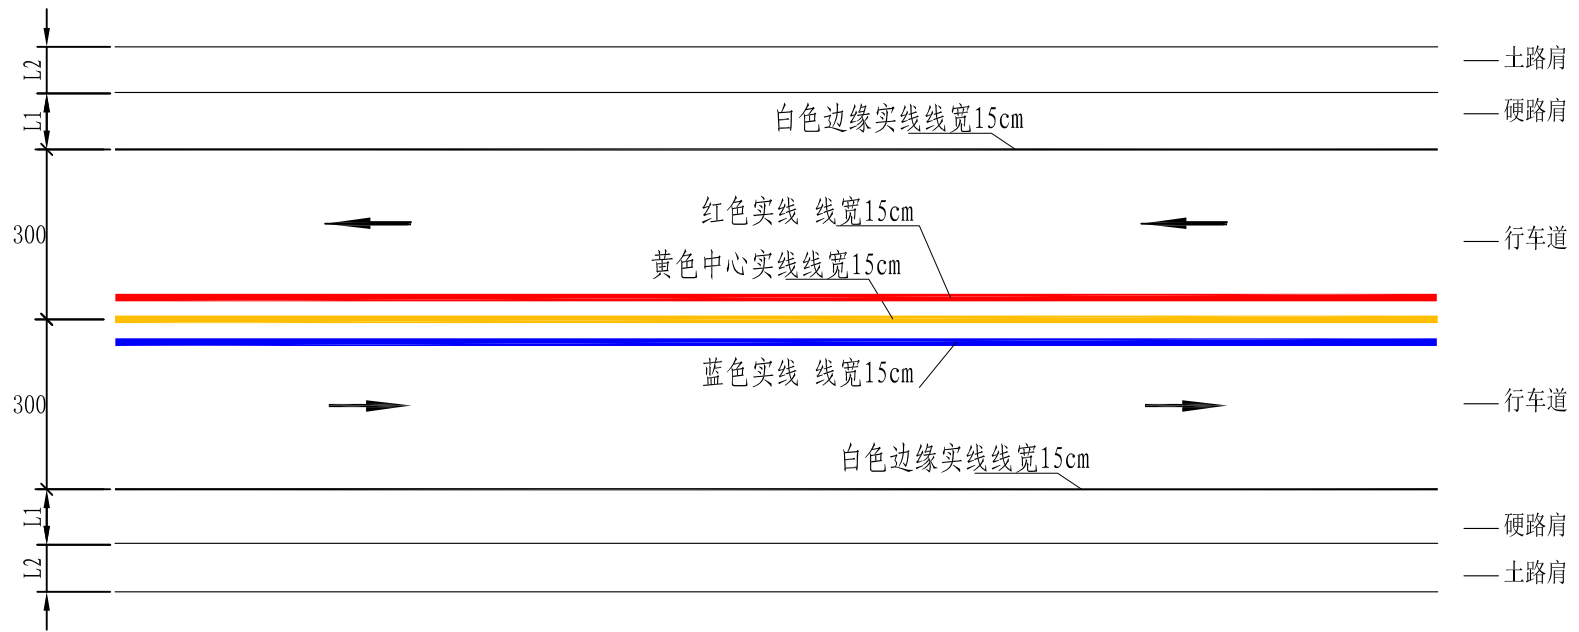 土路肩
L2
硬路肩
L1
白色边缘实线线宽15cm
红色实线 线宽15cm
300
行车道
黄色中心实线线宽15cm
蓝色实线 线宽15cm
300
行车道
白色边缘实线线宽15cm
L1
硬路肩
L2
土路肩